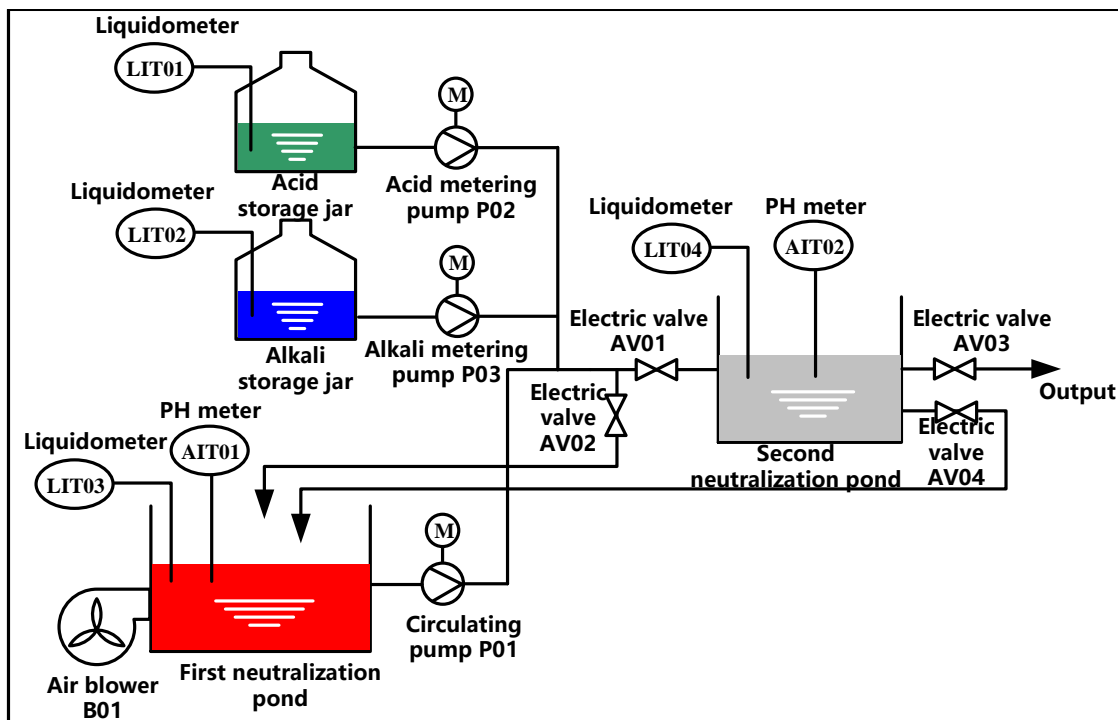 Liquidometer
LIT01
M
Acid
storage jar
Acid metering
pump P02
Liquidometer
LIT02
M
Alkali
storage jar
Alkali metering
pump P03
Liquidometer
LIT04
PH meter
AIT02
Electric valve
AV01
Electric valve
AV03
Output
Electric
valve
AV02
Second
neutralization pond
Electric
valve
AV04
PH meter
AIT01
Liquidometer
LIT03
M
Circulating
pump P01
First neutralization
pond
Air blower
B01